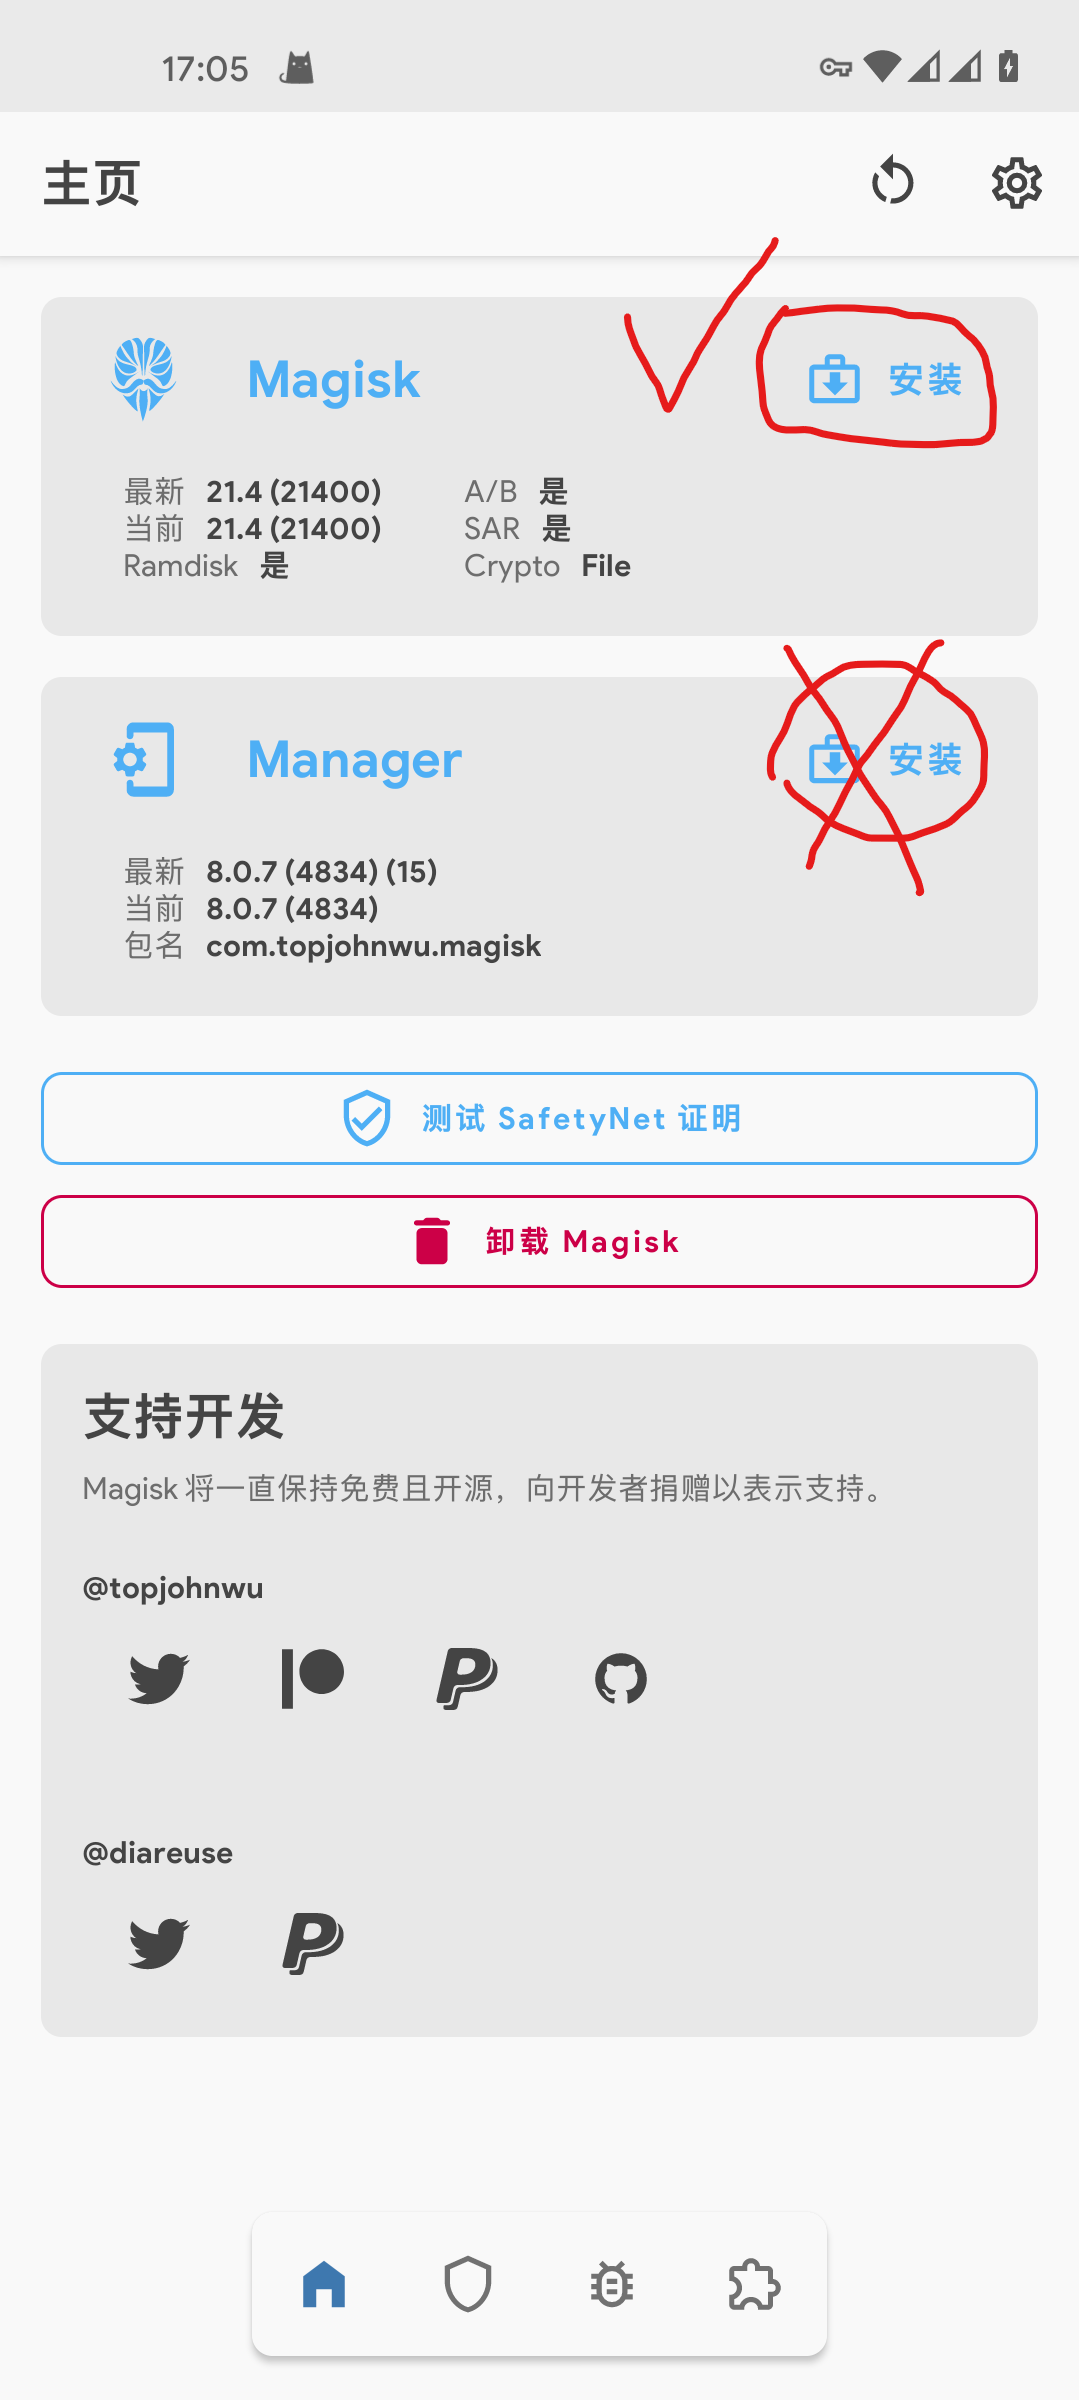 17:05
主页
Magisk
安装
最新 21.4 (21400)
A/B 是
当前 21.4 (21400)
SAR 是
Ramdisk 是
Crypto File
Manager
安装
最新 8.0.7 (4834) (15)
当前 8.0.7 (4834)
包名 com.topjohnwu.magisk
测试 SafetyNet 证明
卸载 Magisk
支持开发
Magisk 将一直保持免费且开源，向开发者捐赠以表示支持。
@topjohnwu
@diareuse